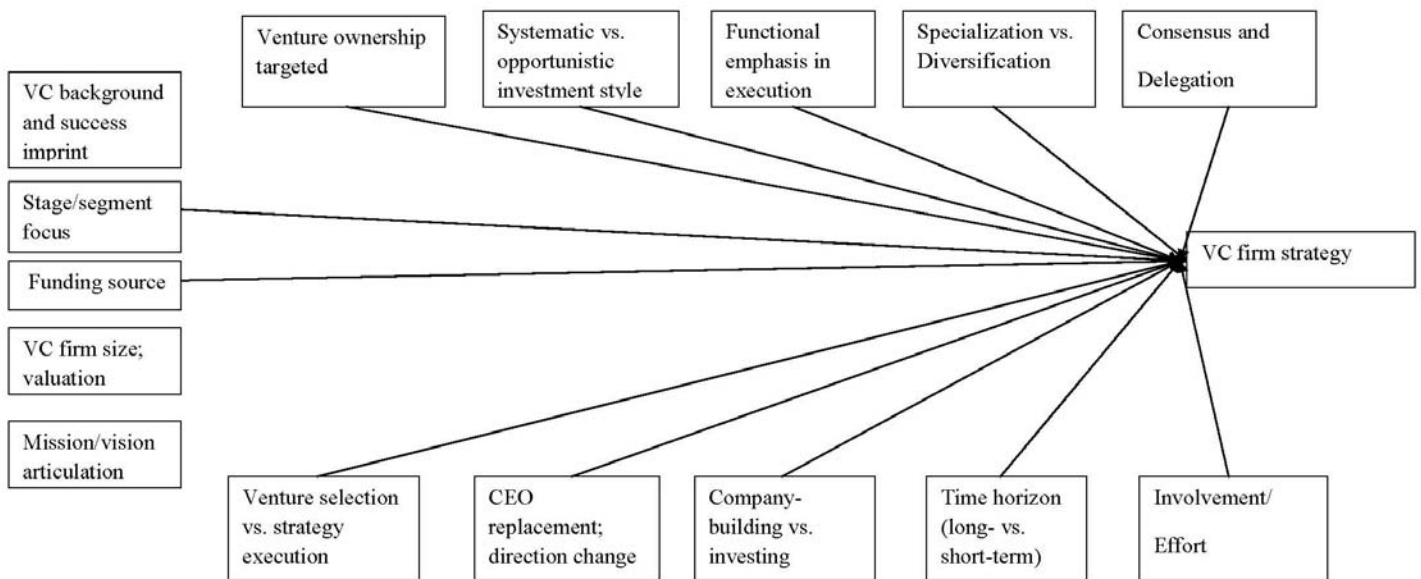 Venture ownership
targeted
Systematic vs.
opportunistic
investment style
Functional
emphasis in
execution
Specialization vs.
Diversification
Consensus and
Delegation
VC background
and success
imprint
Stage/segment
focus
Funding source
VC firm size;
valuation
Mission/vision
articulation
VC firm strategy
Venture selection
vs. strategy
execution
CEO
replacement;
direction change
Company-
building vs.
investing
Time horizon
(long- vs.
short-term)
Involvement/
Effort